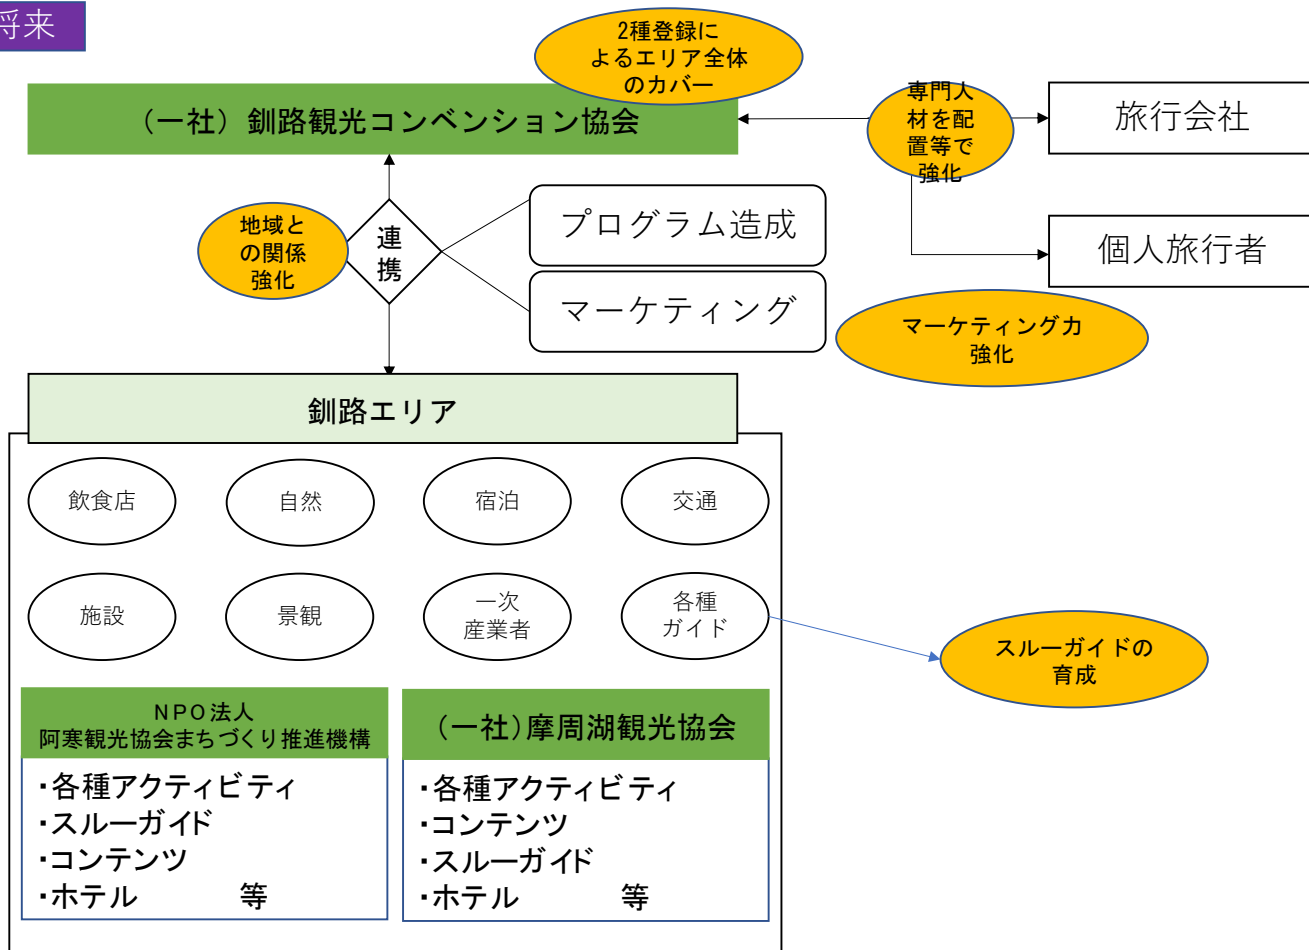 将来
2種登録に
よるエリア全体
のカバー
（一社）釧路観光コンベンション協会
専門人
材を配
置等で
強化
旅行会社
地域と
の関係
強化
連
携
プログラム造成
個人旅行者
マーケティング
マーケティング力
強化
釧路エリア
飲食店
自然
宿泊
交通
施設
景観
一次
産業者
各種
ガイド
スルーガイドの
育成
NPO法人
阿寒観光協会まちづくり推進機構
・各種アクティビティ
・スルーガイド
・コンテンツ
・ホテル　　　等
（一社）摩周湖観光協会
・各種アクティビティ
・コンテンツ
・スルーガイド
・ホテル　　　等